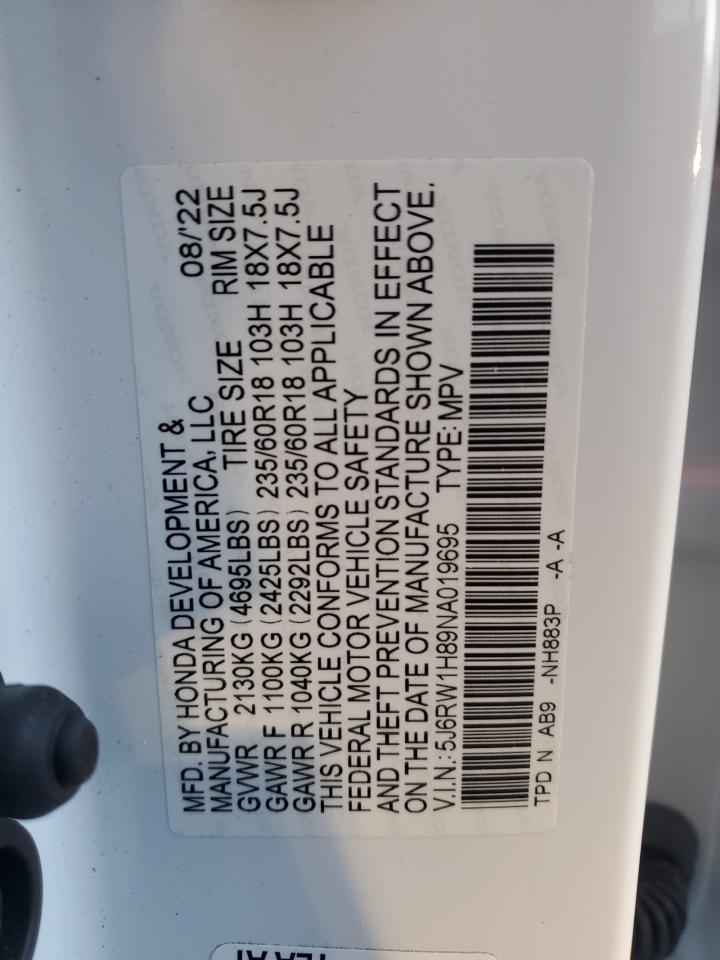 MFD. BY HONDA DEVELOPMENT & 08/'22
MANUFACTURING OF AMERICA, LLC
GVWR 2130KG (4695LBS) TIRE SIZE RIM SIZE
GAWR F 1100KG (2425LBS) 235/60R18 103H 18X7.5J
GAWR R 1040KG (2292LBS) 235/60R18 103H 18X7.5J
THIS VEHICLE CONFORMS TO ALL APPLICABLE
FEDERAL MOTOR VEHICLE SAFETY
AND THEFT PREVENTION STANDARDS IN EFFECT
ON THE DATE OF MANUFACTURE SHOWN ABOVE.
V.I.N.: 5J6RW1H89NA019695 TYPE: MPV
TPD N AB9 -NH883P -A -A